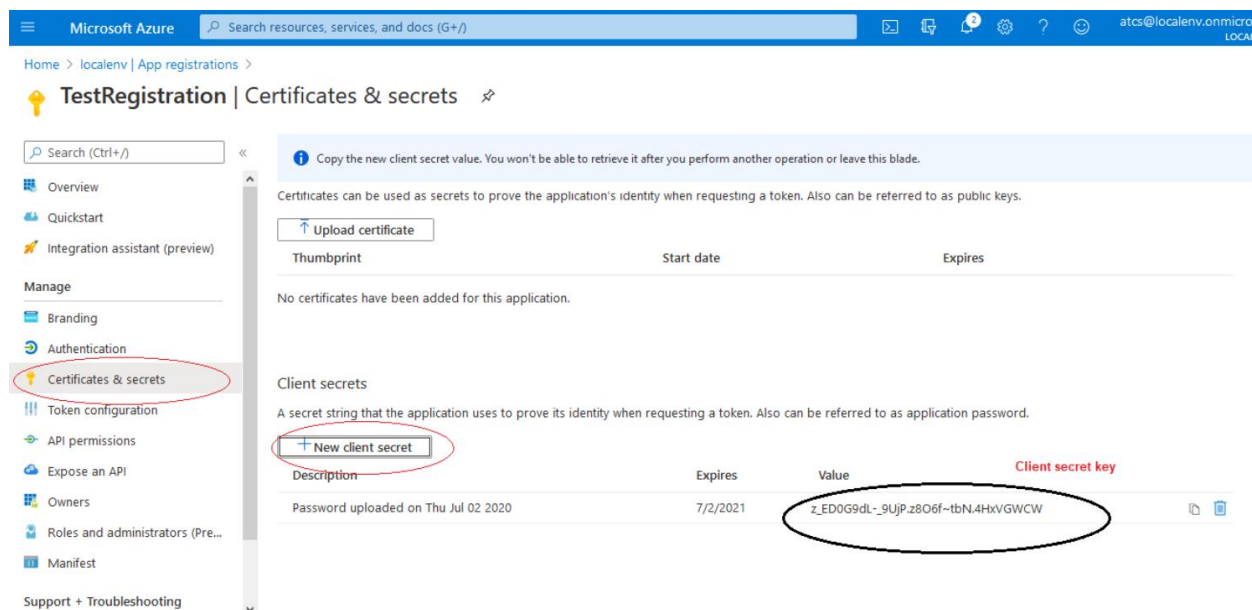 Microsoft Azure
Search resources, services, and docs (G+/)
2
atcs@localenv.onmicro
LOCAL
Home > localenv | App registrations >
TestRegistration | Certificates & secrets
Search (Ctrl+/)
«
Overview
Quickstart
Integration assistant (preview)
Manage
Branding
Authentication
Certificates & secrets
Token configuration
API permissions
Expose an API
Owners
Roles and administrators (Pre...
Manifest
Support + Troubleshooting
Copy the new client secret value. You won't be able to retrieve it after you perform another operation or leave this blade.
Certificates can be used as secrets to prove the application's identity when requesting a token. Also can be referred to as public keys.
Upload certificate
Thumbprint Start date Expires
No certificates have been added for this application.
Client secrets
A secret string that the application uses to prove its identity when requesting a token. Also can be referred to as application password.
New client secret
Client secret key
Description Expires Value
Password uploaded on Thu Jul 02 2020 7/2/2021 z_ED0G9dL-_9UjP.z8O6f~tbN.4HxVGWCW